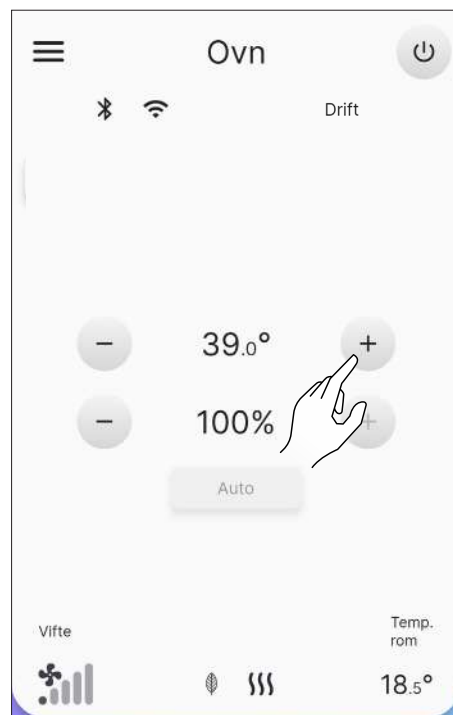 Ovn
Drift
− 39.0° +
− 100% +
Auto
Vifte
Temp.
rom
18.5°